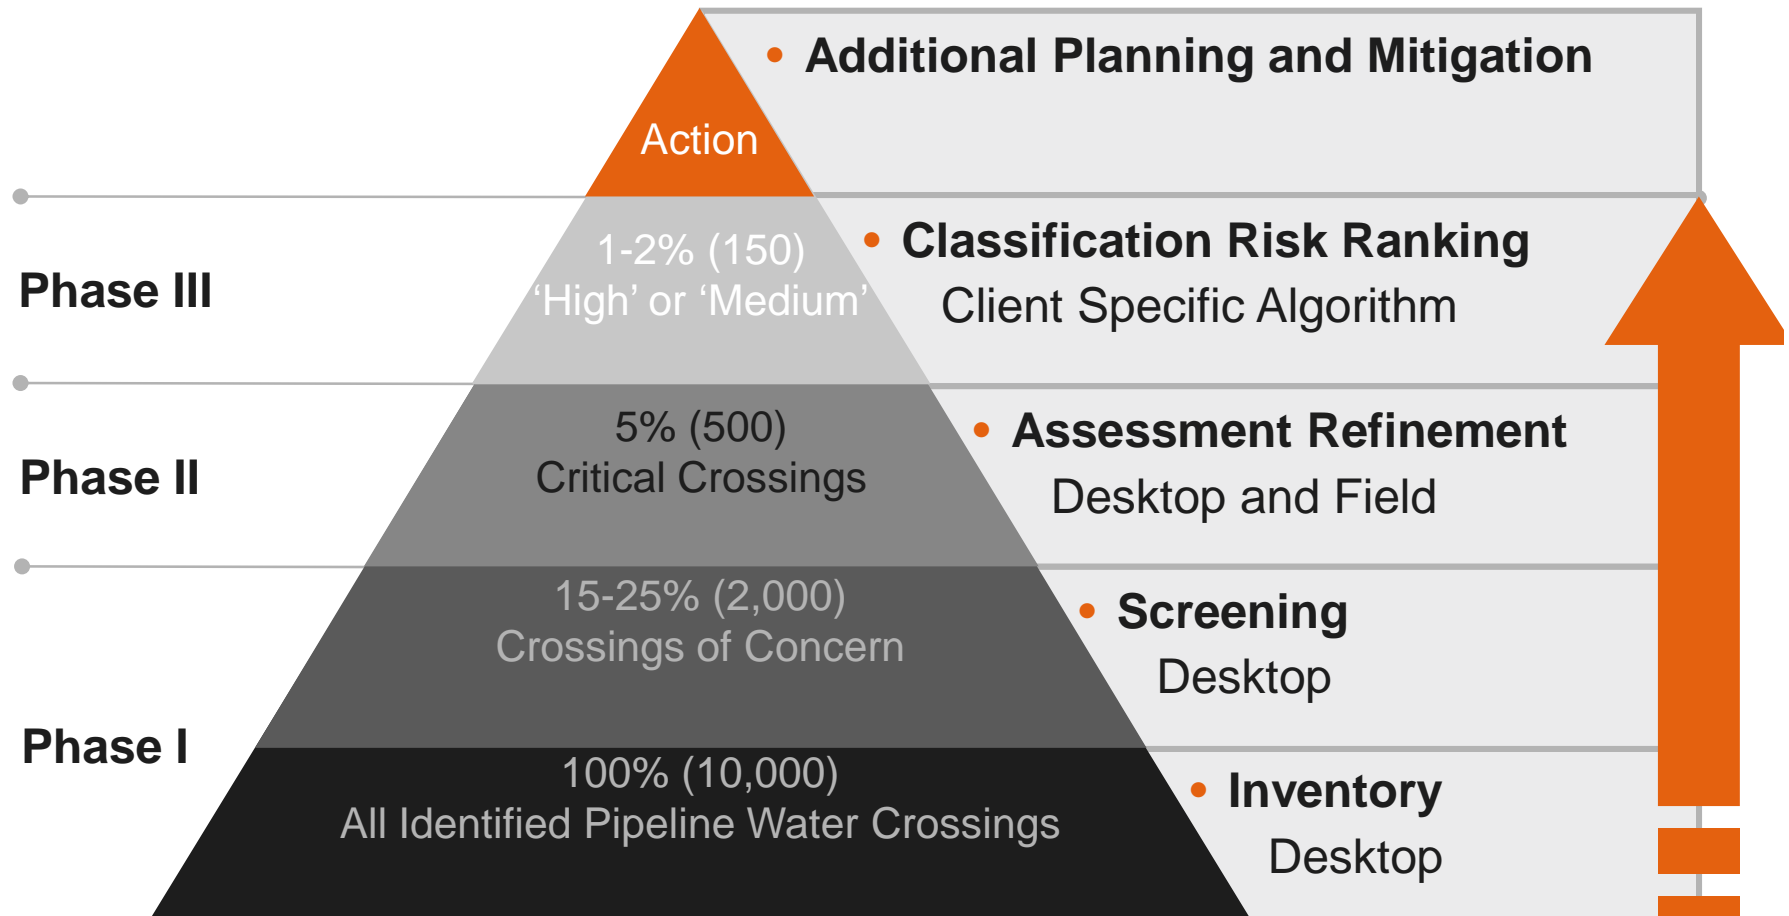 • Additional Planning and Mitigation
Action
Phase III
1-2% (150)
‘High’ or ‘Medium’
• Classification Risk Ranking
Client Specific Algorithm
Phase II
5% (500)
Critical Crossings
• Assessment Refinement
Desktop and Field
Phase I
15-25% (2,000)
Crossings of Concern
• Screening
Desktop
100% (10,000)
All Identified Pipeline Water Crossings
• Inventory
Desktop